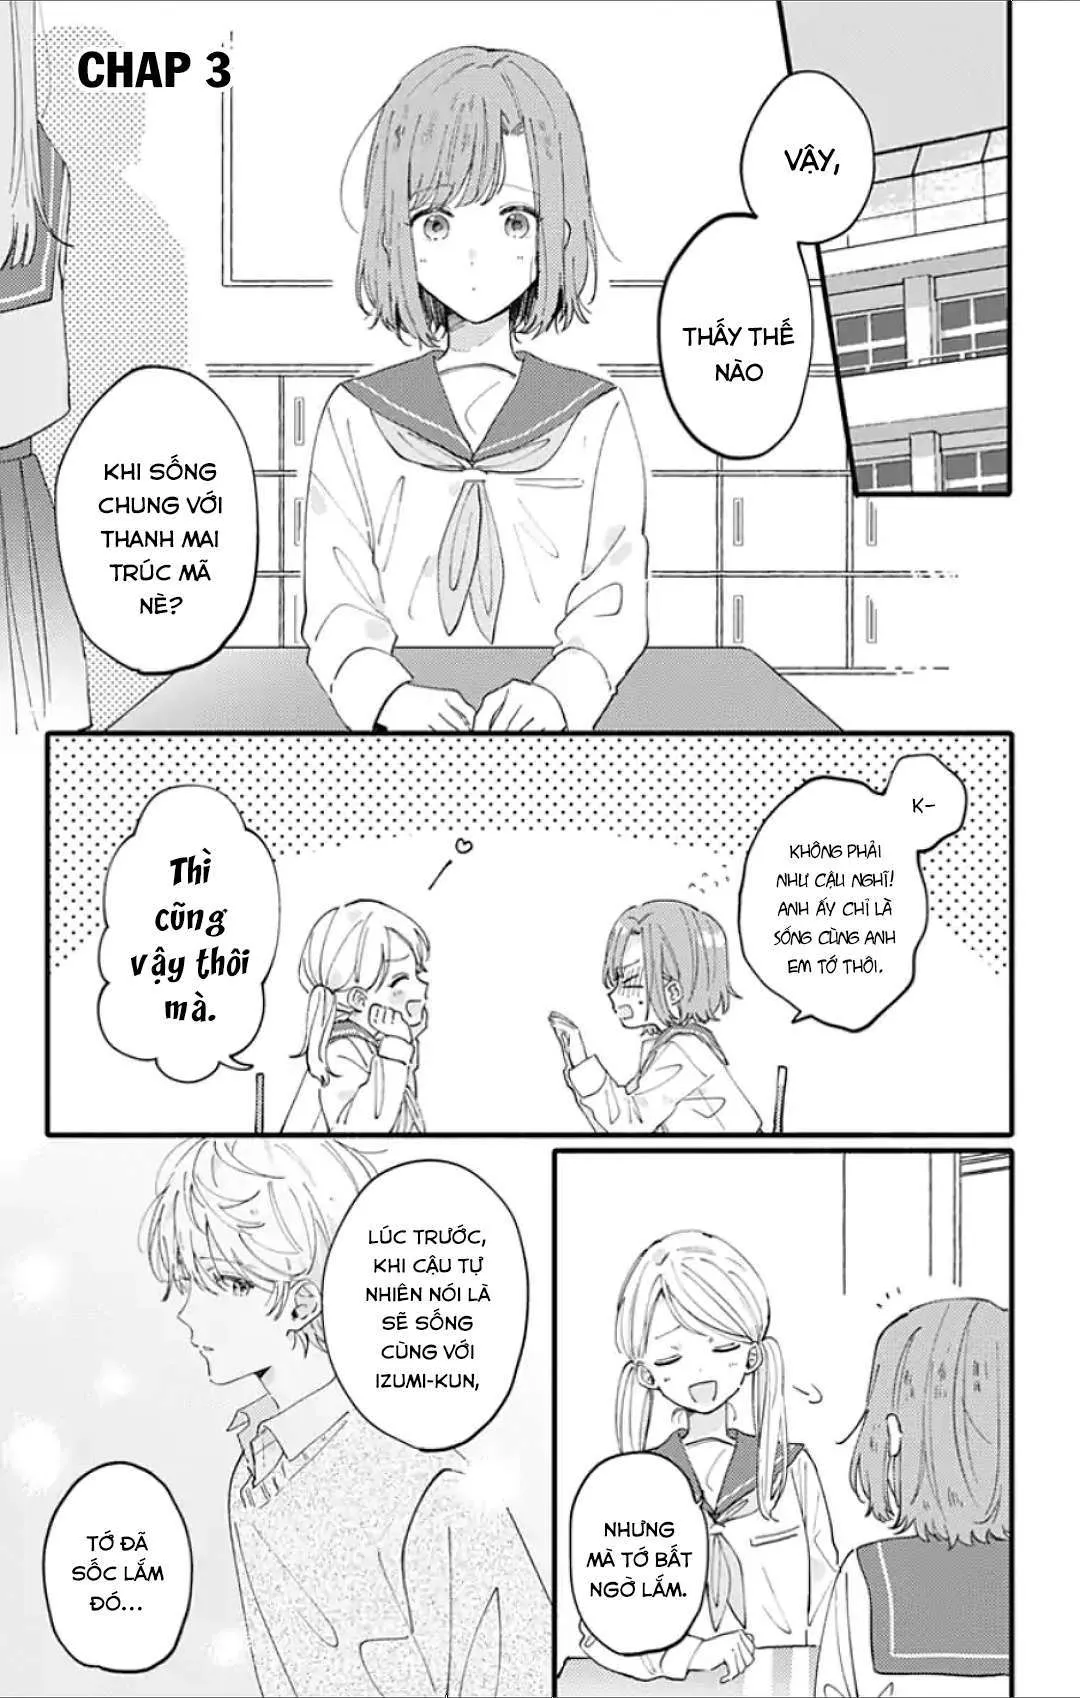 CHAP 3
VẬY,
THẤY THẾ
NÀO
KHI SỐNG
CHUNG VỚI
THANH MAI
TRÚC MÃ
NÈ?
K-
KHÔNG PHẢI
NHƯ CẬU NGHĨ!
ANH ẤY CHỈ LÀ
SỐNG CÙNG ANH
EM TỚ THÔI.
Thì
cũng
vậy thôi
mà.
NHƯNG
MÀ TỚ BẤT
NGỜ LẮM.
LÚC TRƯỚC,
KHI CẬU TỰ
NHIÊN NÓI LÀ
SẼ SỐNG
CÙNG VỚI
IZUMI-KUN,
TỚ ĐÃ
SỐC LẮM
ĐÓ...